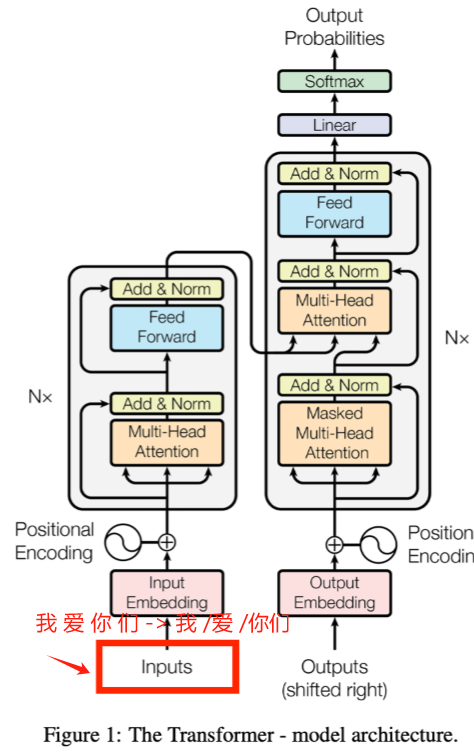 Output
Probabilities
Softmax
Linear
Add & Norm
Feed
Forward
Add & Norm
Multi-Head
Attention
Add & Norm
Masked
Multi-Head
Attention
Nx
Add & Norm
Feed
Forward
Add & Norm
Multi-Head
Attention
Nx
Positional
Encoding
Positiona
Encodin
Input
Embedding
Output
Embedding
我 爱 你 们 -> 我 /爱 /你们
Inputs
Outputs
(shifted right)
Figure 1: The Transformer - model architecture.